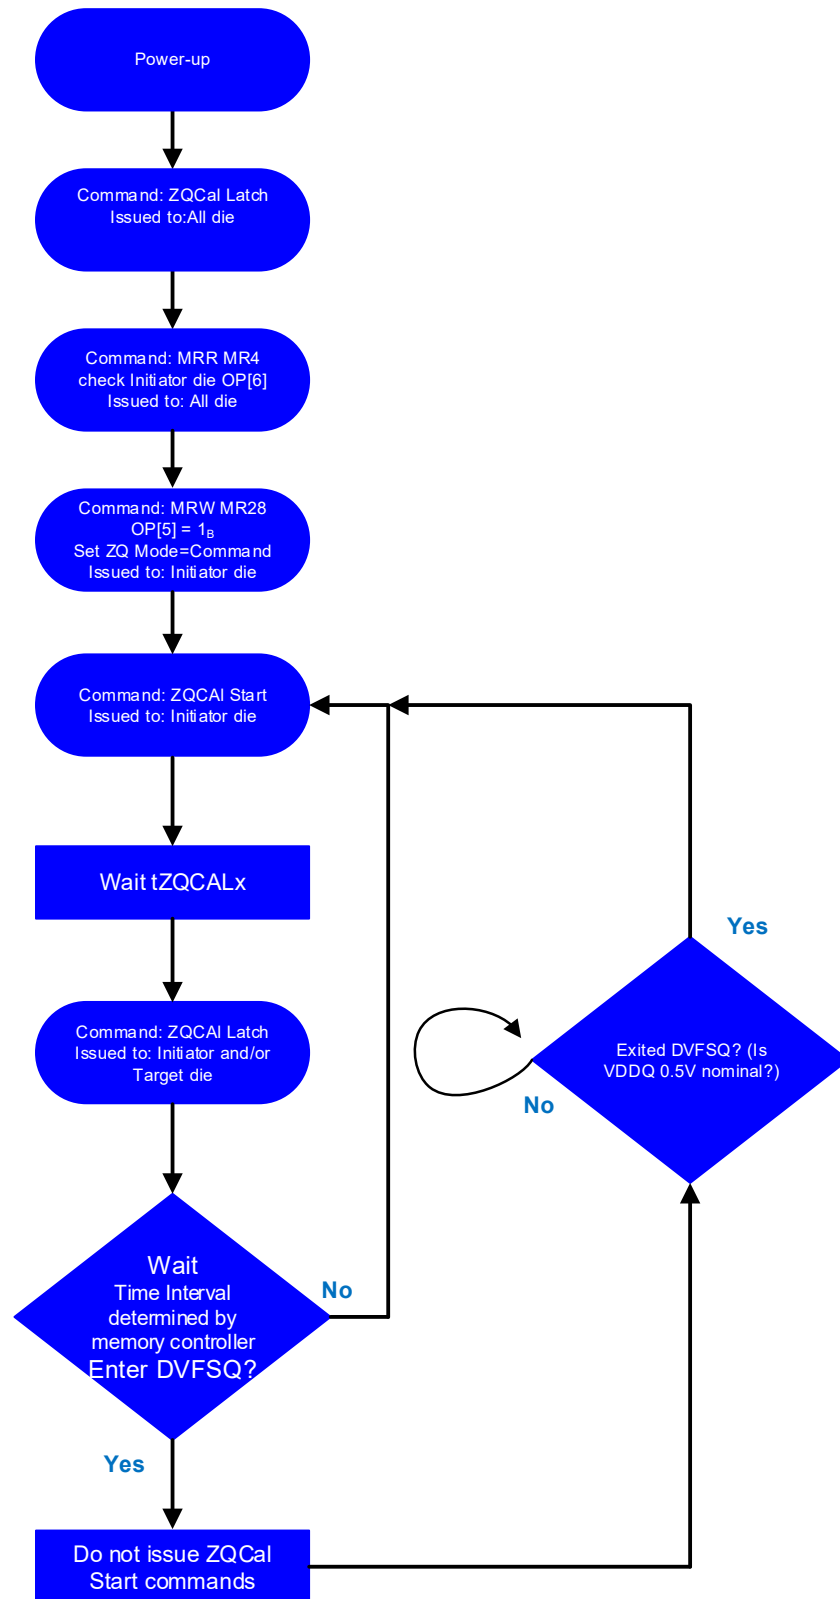 Power-up
Command: ZQCal Latch
Issued to:All die
Command: MRR MR4
check Initiator die OP[6]
Issued to: All die
Command: MRW MR28
OP[5] = 1B
Set ZQ Mode=Command
Issued to: Initiator die
Command: ZQCAl Start
Issued to: Initiator die
Wait tZQCALx
Yes
Command: ZQCAl Latch
Issued to: Initiator and/or
Target die
Exited DVFSQ? (Is
VDDQ 0.5V nominal?)
No
Wait
Time Interval
determined by
memory controller
Enter DVFSQ?
No
Yes
Do not issue ZQCal
Start commands